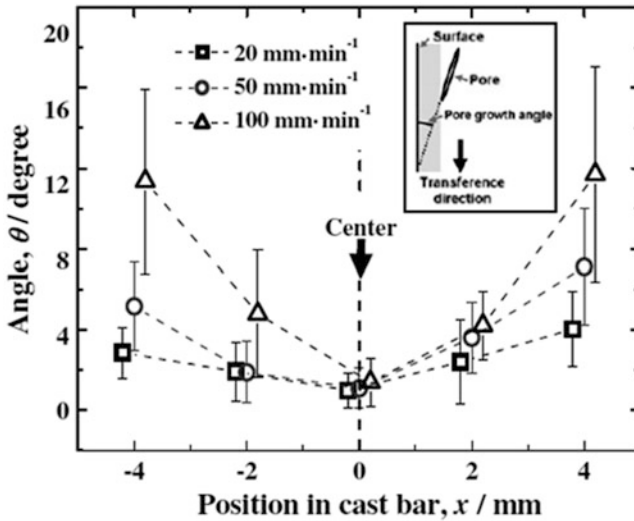 20 mm·min⁻¹
50 mm·min⁻¹
100 mm·min⁻¹
Surface
Pore
Pore growth angle
Transference
direction
Center
Angle, θ / degree
20
16
12
8
4
0
-4
-2
0
2
4
Position in cast bar, x / mm